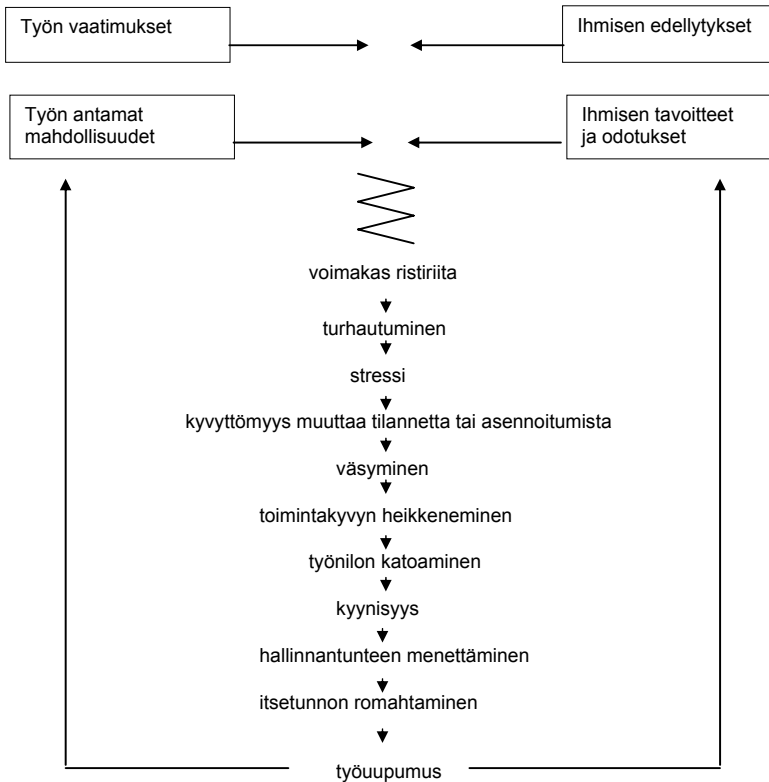 Työn vaatimukset
Ihmisen edellytykset
Työn antamat
mahdollisuudet
Ihmisen tavoitteet
ja odotukset
voimakas ristiriita
turhautuminen
stressi
kyvyttömyys muuttaa tilannetta tai asennoitumista
väsyminen
toimintakyvyn heikkeneminen
työnilon katoaminen
kyynisyys
hallinnantunteen menettäminen
itsetunnon romahtaminen
työuupumus